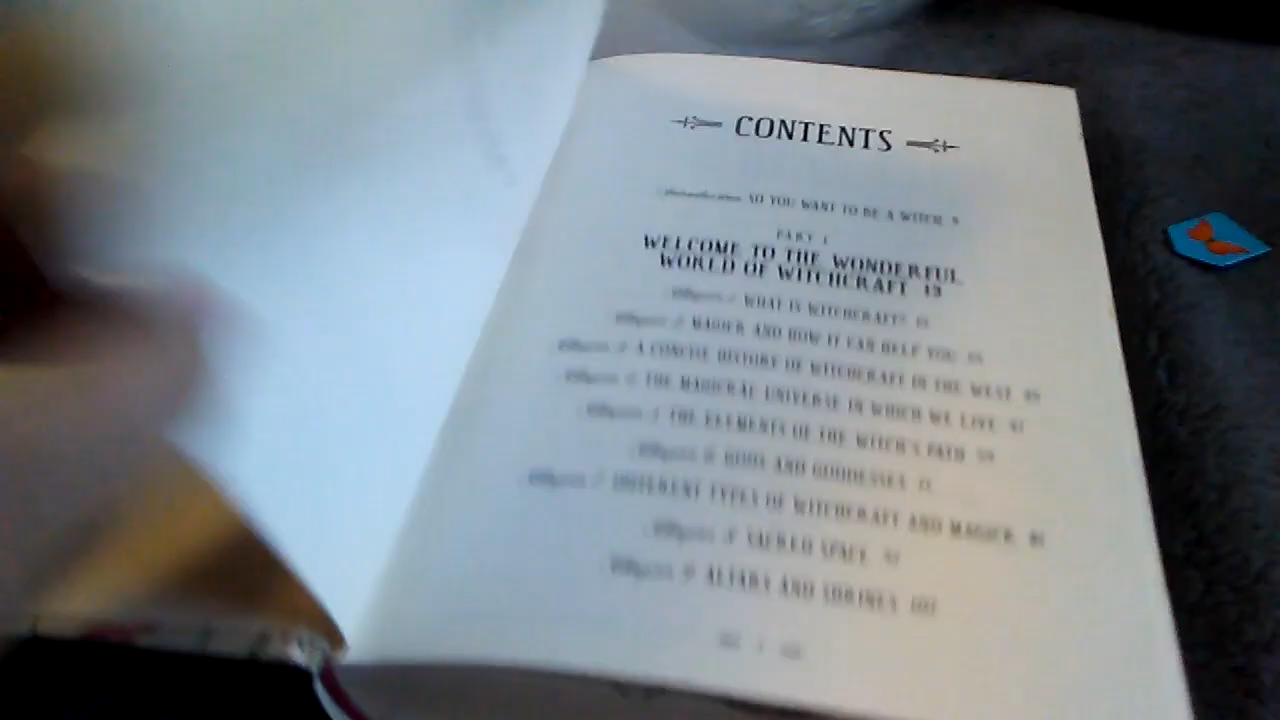 CONTENTS
SO YOU WANT TO BE A WITCH 9
PART 1
WELCOME TO THE WONDERFUL
WORLD OF WITCHCRAFT 13
WHAT IS WITCHCRAFT?
MAGICK AND HOW IT CAN HELP YOU
A CONCISE HISTORY OF WITCHCRAFT IN THE WEST
THE MAGICKAL UNIVERSE IN WHICH WE LIVE
THE ELEMENTS OF THE WITCH'S PATH
GODS AND GODDESSES
DIFFERENT TYPES OF WITCHCRAFT AND MAGICK
SACRED SPACE
ALTARS AND SHRINES